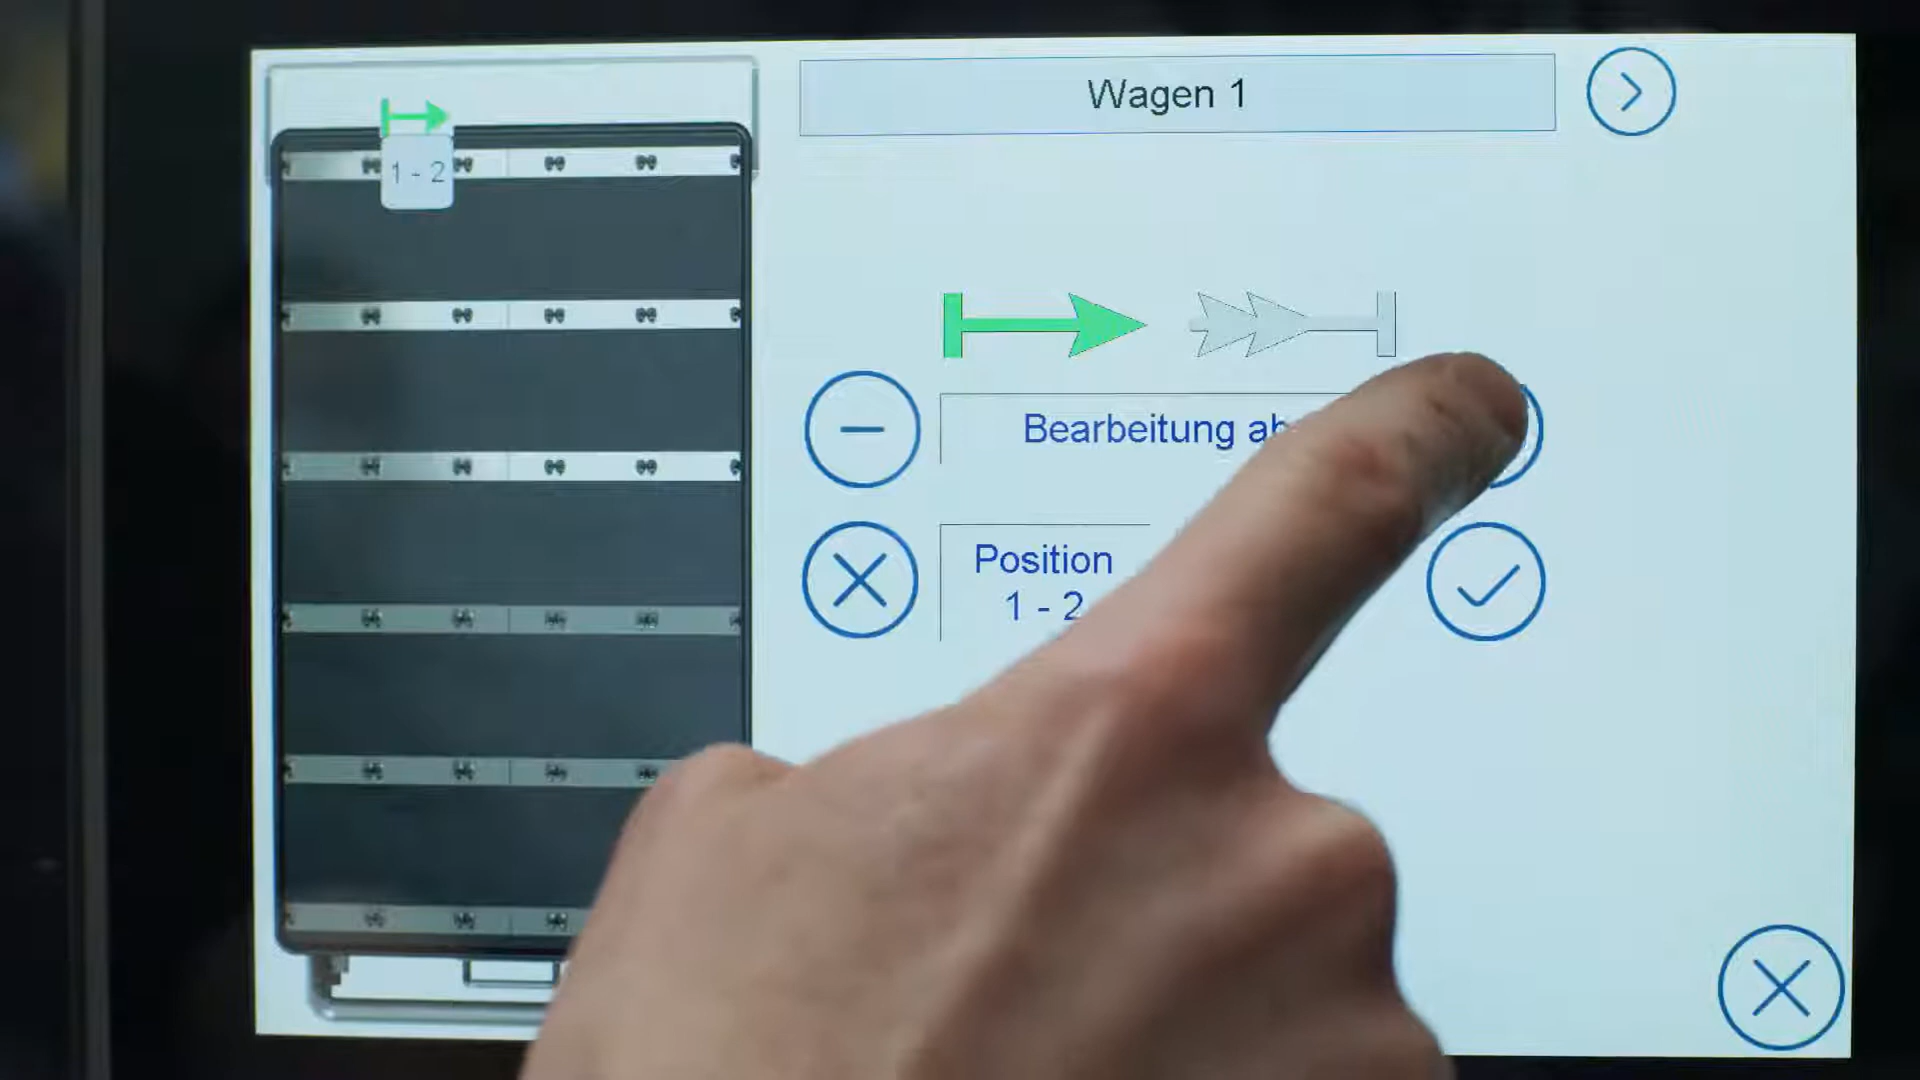 Wagen 1
1 - 2
Bearbeitung ab
Position
1 - 2